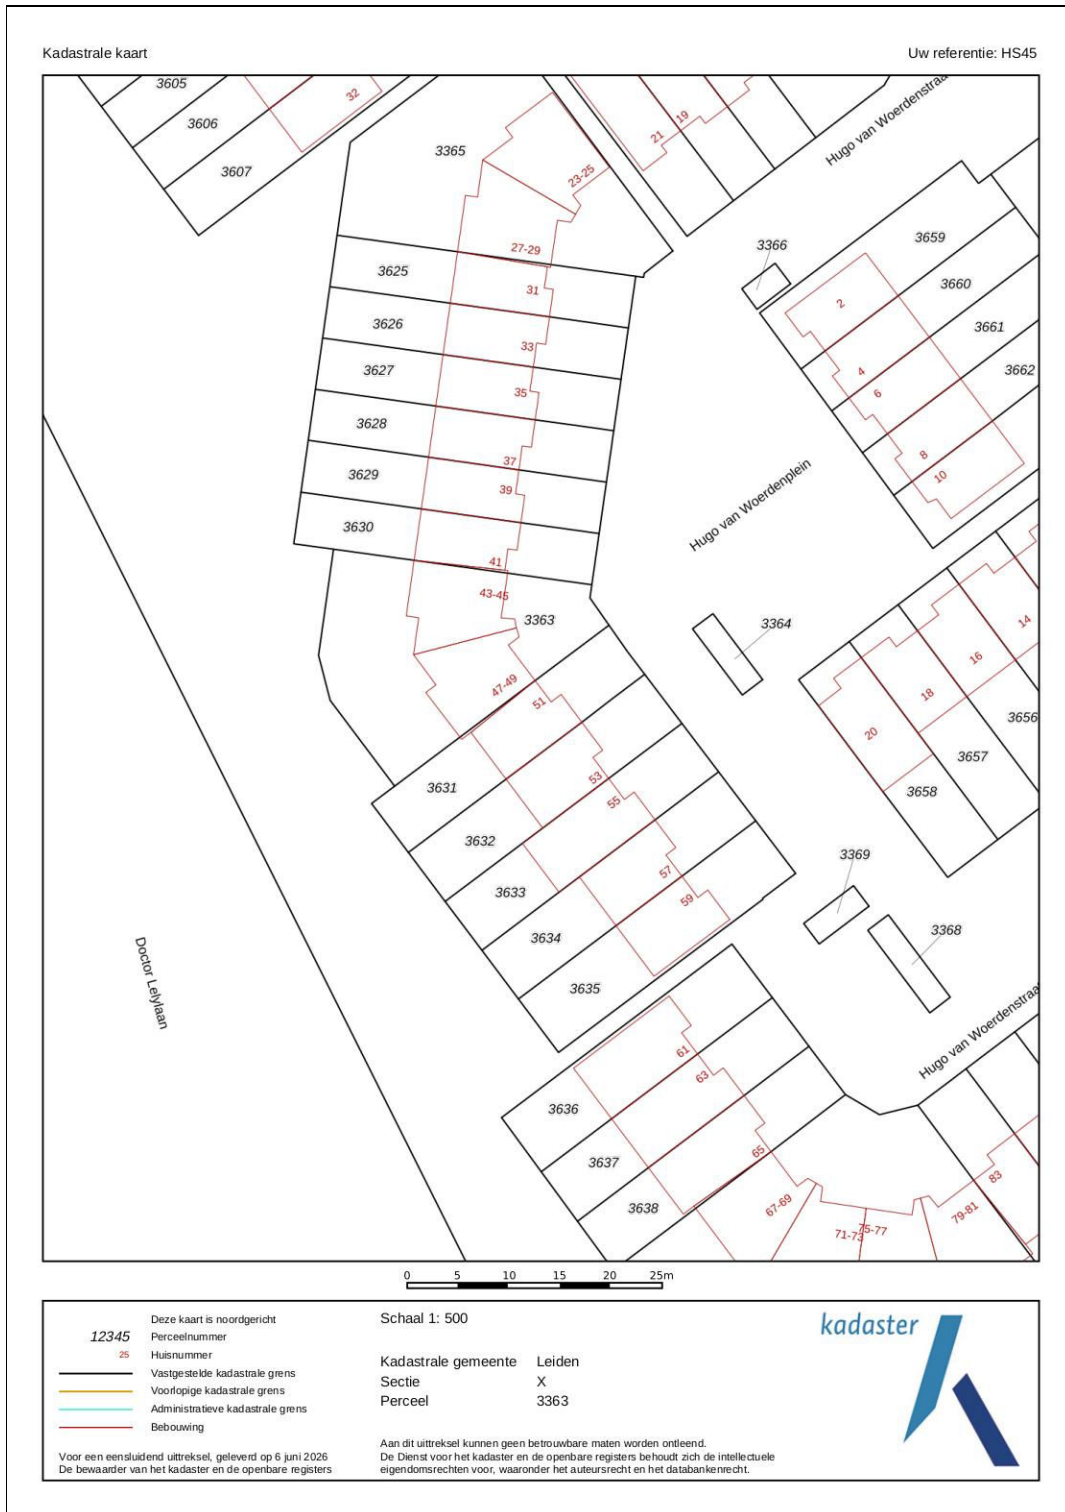 Kadastrale kaart
Uw referentie: HS45
3605
3606
3607
32
3365
21
19
23-25
27-29
Hugo van Woerdenstraa
3366
3659
3660
3661
3662
2
4
6
8
10
3625
31
3626
33
3627
35
3628
37
3629
39
3630
41
43-45
3363
47-49
51
Hugo van Woerdenplein
3364
14
16
18
20
3656
3657
3658
3631
53
3632
55
3633
57
3634
59
3635
3369
3368
Doctor Lelylaan
Hugo van Woerdenstraa
61
3636
63
3637
65
3638
67-69
71-73
75-77
79-81
83
0 5 10 15 20 25m
Deze kaart is noordgericht
12345 Perceelnummer
25 Huisnummer
Vastgestelde kadastrale grens
Voorlopige kadastrale grens
Administratieve kadastrale grens
Bebouwing
Voor een eensluidend uittreksel, geleverd op 6 juni 2026
De bewaarder van het kadaster en de openbare registers
Schaal 1: 500
Kadastrale gemeente Leiden
Sectie X
Perceel 3363
Aan dit uittreksel kunnen geen betrouwbare maten worden ontleend.
De Dienst voor het kadaster en de openbare registers behoudt zich de intellectuele
eigendomsrechten voor, waaronder het auteursrecht en het databankenrecht.
kadaster